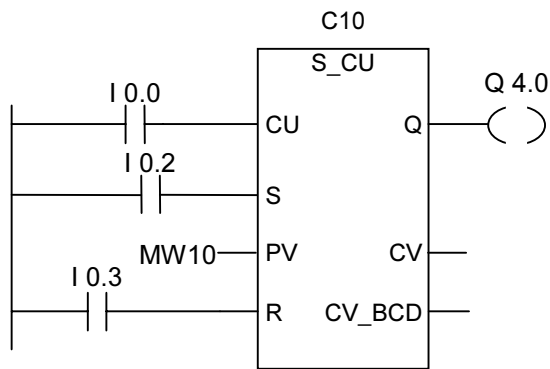 C10
S_CU
I 0.0
Q 4.0
CU
Q
I 0.2
S
MW10
PV
CV
I 0.3
R
CV_BCD